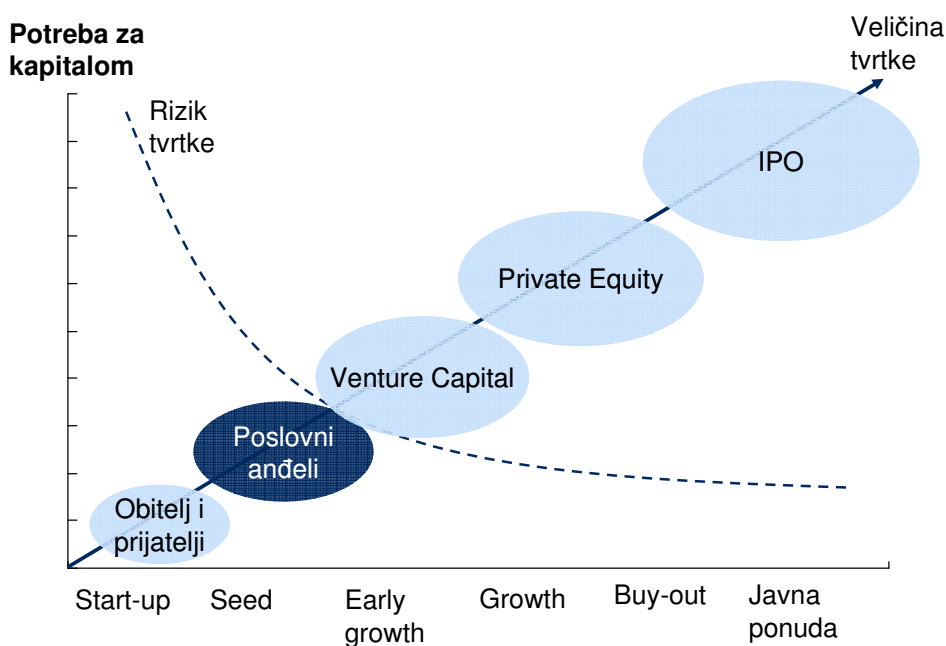 Potreba za
kapitalom
Veličina
tvrtke
Rizik
tvrtke
IPO
Private Equity
Venture Capital
Poslovni
anđeli
Obitelj i
prijatelji
Start-up
Seed
Early
growth
Growth
Buy-out
Javna
ponuda